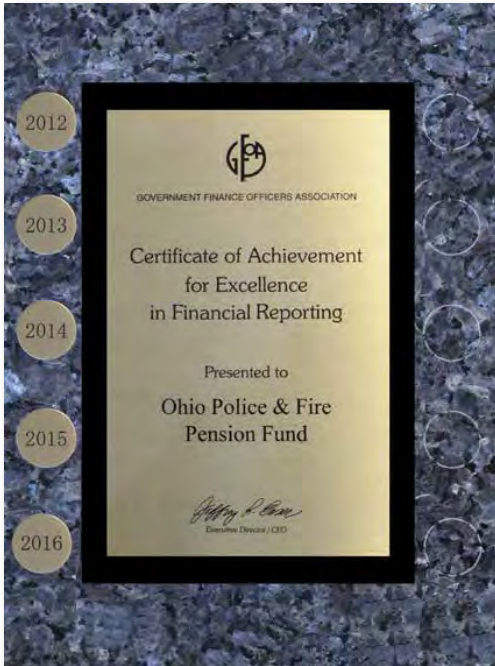 2012
2013
2014
2015
2016
GFOA
GOVERNMENT FINANCE OFFICERS ASSOCIATION
Certificate of Achievement
for Excellence
in Financial Reporting
Presented to
Ohio Police & Fire
Pension Fund
Executive Director / CEO